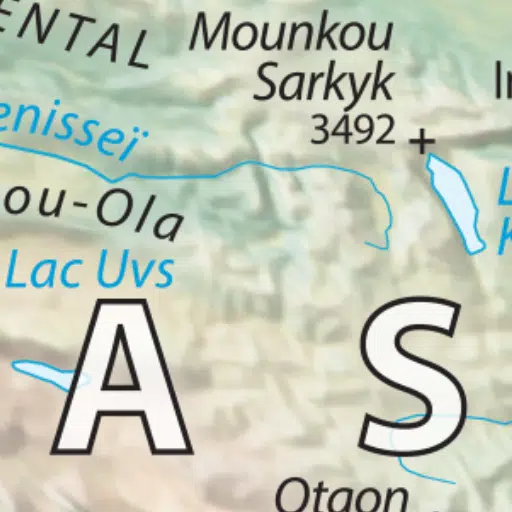 ENTAL
Mounkou
Sarkyk
3492
enisseï
ou-Ola
Lac Uvs
A S
Otgon